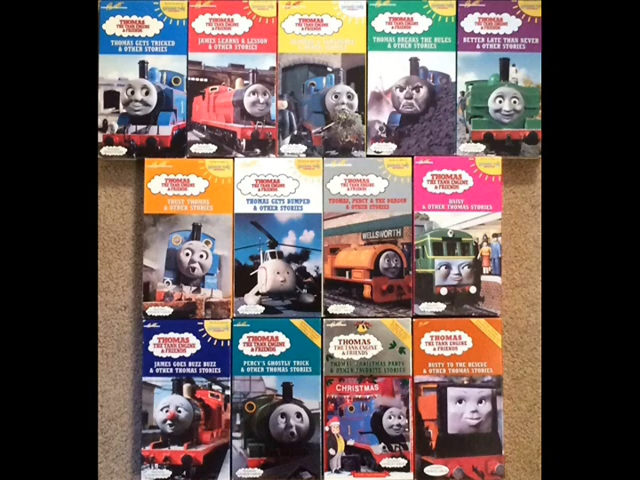 THOMAS
THE TANK ENGINE
& FRIENDS
THOMAS GETS TRICKED
& OTHER STORIES
THOMAS
THE TANK ENGINE
& FRIENDS
JAMES LEARNS A LESSON
& OTHER STORIES
THOMAS
THE TANK ENGINE
& FRIENDS
THOMAS
THE TANK ENGINE
& FRIENDS
THOMAS BREAKS THE RULES
& OTHER STORIES
THOMAS
THE TANK ENGINE
& FRIENDS
BETTER LATE THAN NEVER
& OTHER STORIES
THOMAS
THE TANK ENGINE
& FRIENDS
TRUST THOMAS
& OTHER STORIES
THOMAS
THE TANK ENGINE
& FRIENDS
THOMAS GETS BUMPED
& OTHER STORIES
THOMAS
THE TANK ENGINE
& FRIENDS
THOMAS, PERCY & THE DRAGON
& OTHER STORIES
WELLSWORTH
THOMAS
THE TANK ENGINE
& FRIENDS
DAISY
& OTHER THOMAS STORIES
THOMAS
THE TANK ENGINE
& FRIENDS
JAMES GOES BUZZ BUZZ
& OTHER THOMAS STORIES
THOMAS
THE TANK ENGINE
& FRIENDS
PERCY'S GHOSTLY TRICK
& OTHER THOMAS STORIES
THOMAS
THE TANK ENGINE
& FRIENDS
THOMAS' CHRISTMAS PARTY
& OTHER FAVORITE STORIES
CHRISTMAS
THOMAS
THE TANK ENGINE
& FRIENDS
RUSTY TO THE RESCUE
& OTHER THOMAS STORIES